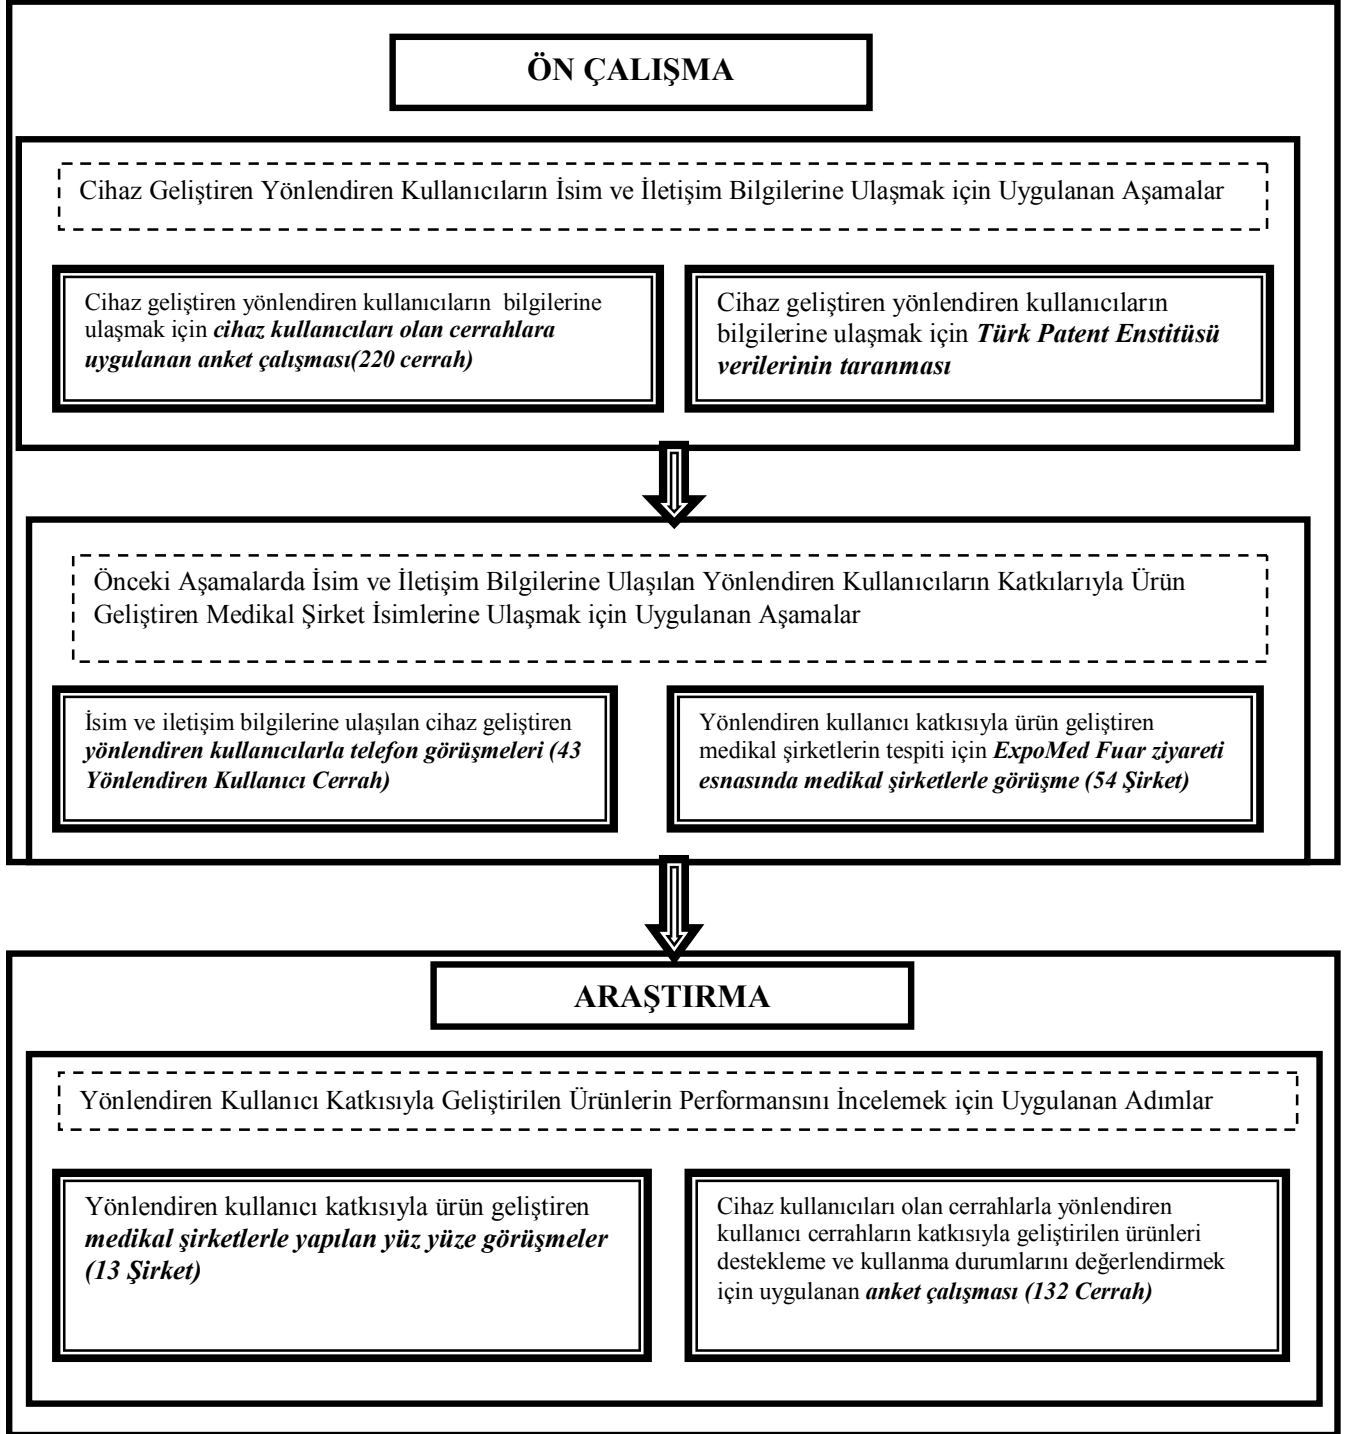 ÖN ÇALIŞMA
Cihaz Geliştiren Yönlendiren Kullanıcıların İsim ve İletişim Bilgilerine Ulaşmak için Uygulanan Aşamalar
Cihaz geliştiren yönlendiren kullanıcıların bilgilerine
ulaşmak için cihaz kullanıcıları olan cerrahlara
uygulanan anket çalışması(220 cerrah)
Cihaz geliştiren yönlendiren kullanıcıların
bilgilerine ulaşmak için Türk Patent Enstitüsü
verilerinin taranması
Önceki Aşamalarda İsim ve İletişim Bilgilerine Ulaşılan Yönlendiren Kullanıcıların Katkılarıyla Ürün
Geliştiren Medikal Şirket İsimlerine Ulaşmak için Uygulanan Aşamalar
İsim ve iletişim bilgilerine ulaşılan cihaz geliştiren
yönlendiren kullanıcılarla telefon görüşmeleri (43
Yönlendiren Kullanıcı Cerrah)
Yönlendiren kullanıcı katkısıyla ürün geliştiren
medikal şirketlerin tespiti için ExpoMed Fuar ziyareti
esnasında medikal şirketlerle görüşme (54 Şirket)
ARAŞTIRMA
Yönlendiren Kullanıcı Katkısıyla Geliştirilen Ürünlerin Performansını İncelemek için Uygulanan Adımlar
Yönlendiren kullanıcı katkısıyla ürün geliştiren
medikal şirketlerle yapılan yüz yüze görüşmeler
(13 Şirket)
Cihaz kullanıcıları olan cerrahlarla yönlendiren
kullanıcı cerrahların katkısıyla geliştirilen ürünleri
destekleme ve kullanma durumlarını değerlendirmek
için uygulanan anket çalışması (132 Cerrah)